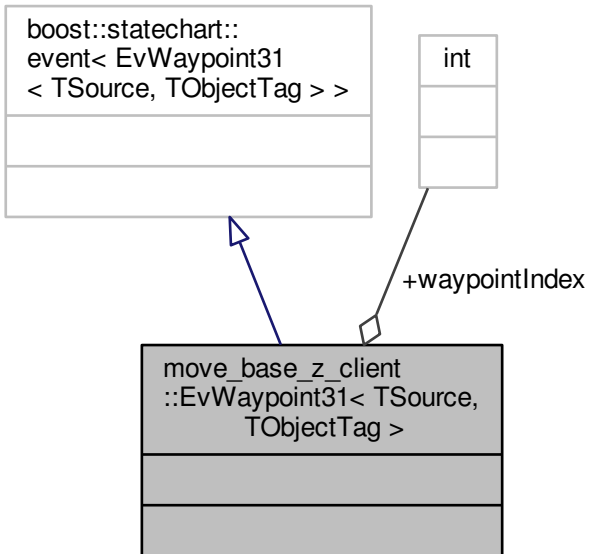 boost::statechart::
event< EvWaypoint31
< TSource, TObjectTag > >
int
+waypointIndex
move_base_z_client
::EvWaypoint31< TSource,
TObjectTag >